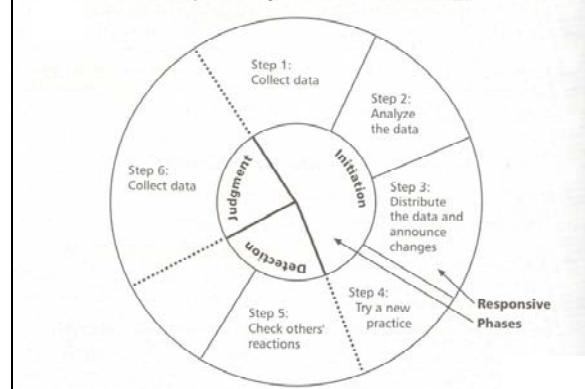 Step 1:
Collect data
Step 2:
Analyze
the data
Step 3:
Distribute
the data and
announce
changes
Step 4:
Try a new
practice
Step 5:
Check others'
reactions
Step 6:
Collect data
Initiation
Detection
Judgment
Responsive
Phases